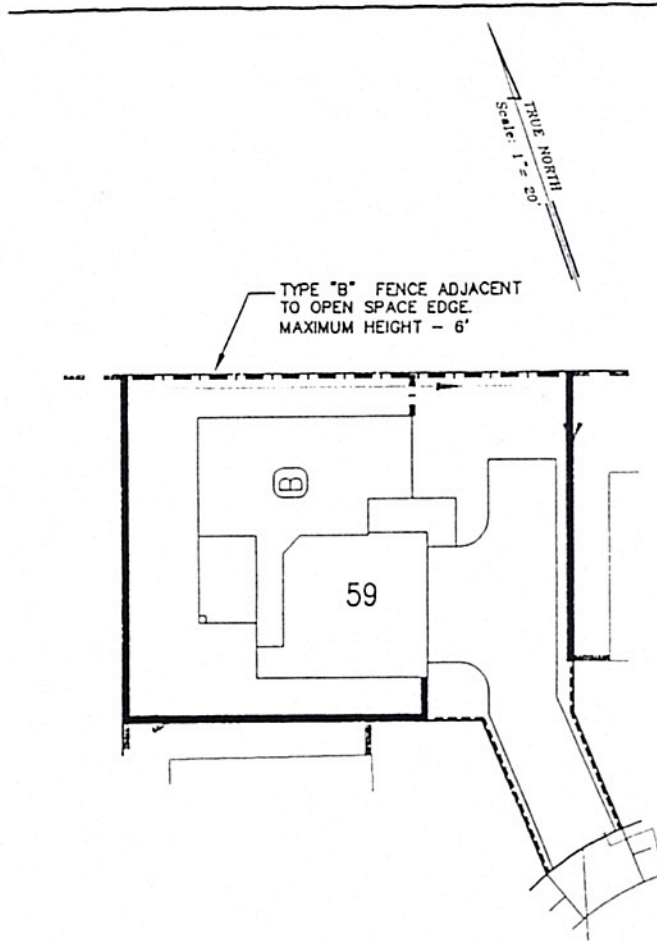 TRUE NORTH
Scale: 1"= 20'
TYPE "B" FENCE ADJACENT
TO OPEN SPACE EDGE.
MAXIMUM HEIGHT – 6'
B
59